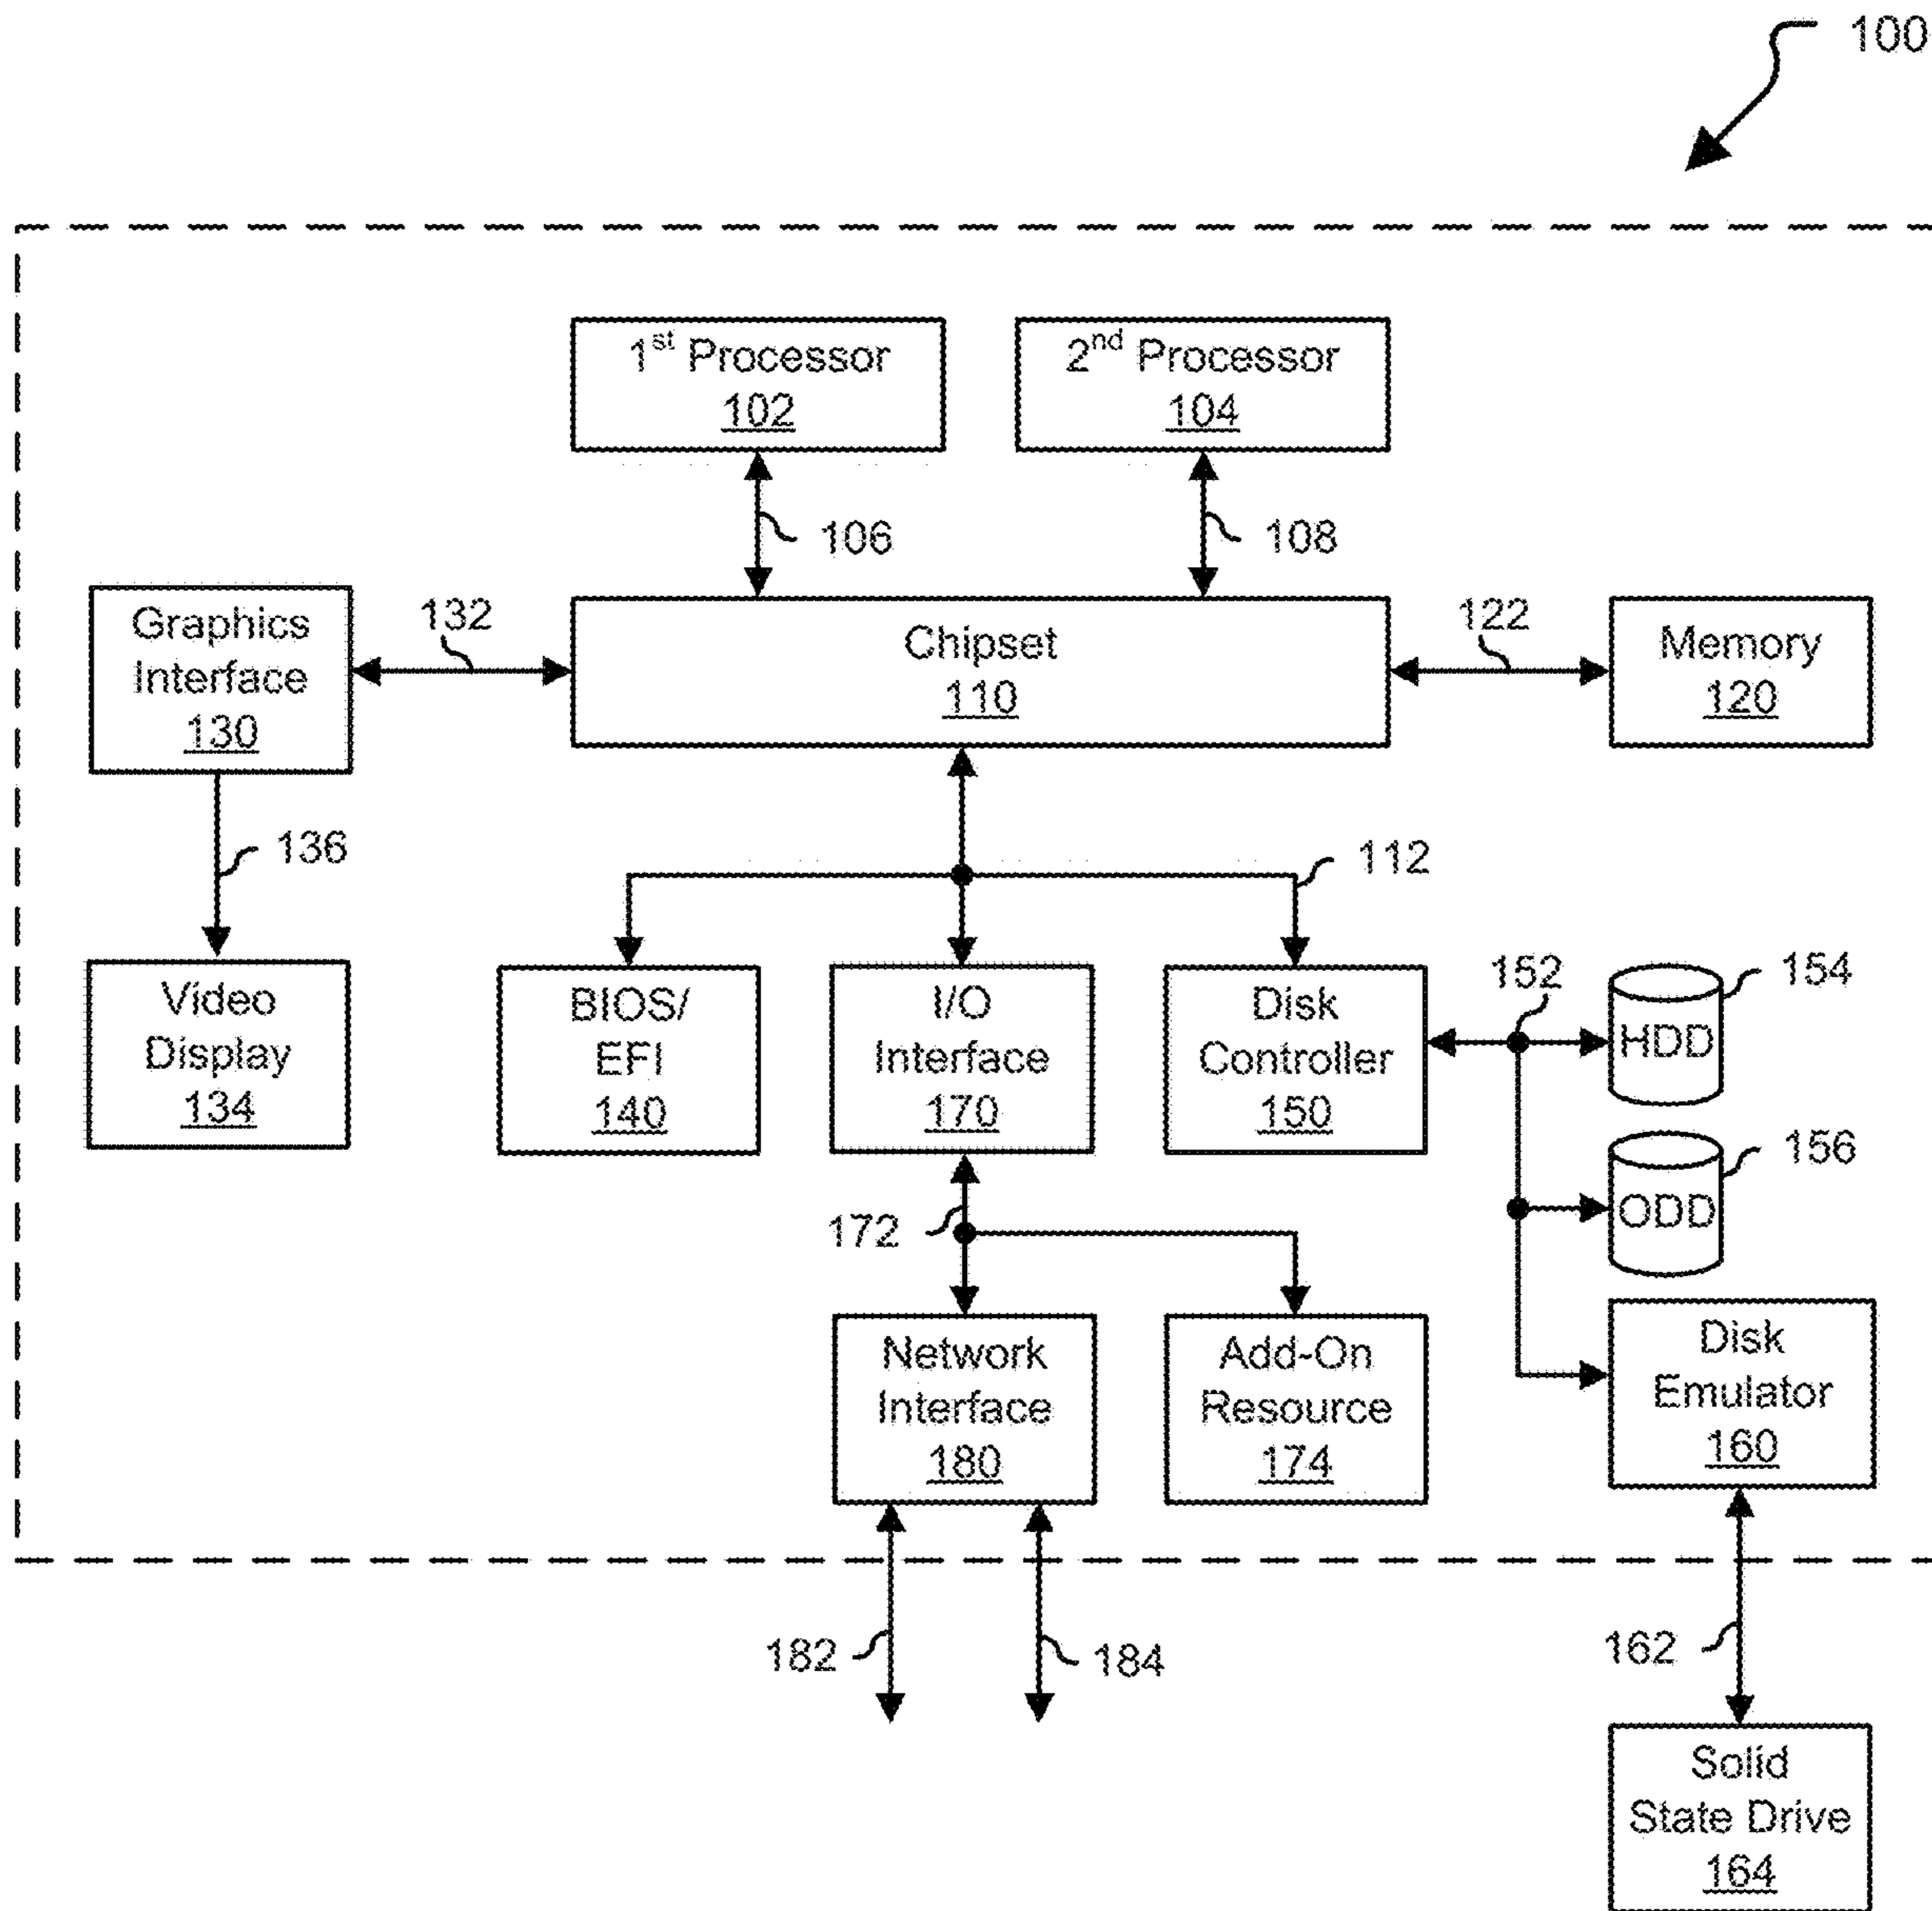 100
1st Processor
102
2nd Processor
104
106
108
Graphics
Interface
130
132
Chipset
110
122
Memory
120
136
112
Video
Display
134
BIOS/
EFI
140
I/O
Interface
170
Disk
Controller
150
152
HDD
154
ODD
156
172
Network
Interface
180
Add-On
Resource
174
Disk
Emulator
160
182
184
162
Solid
State Drive
164